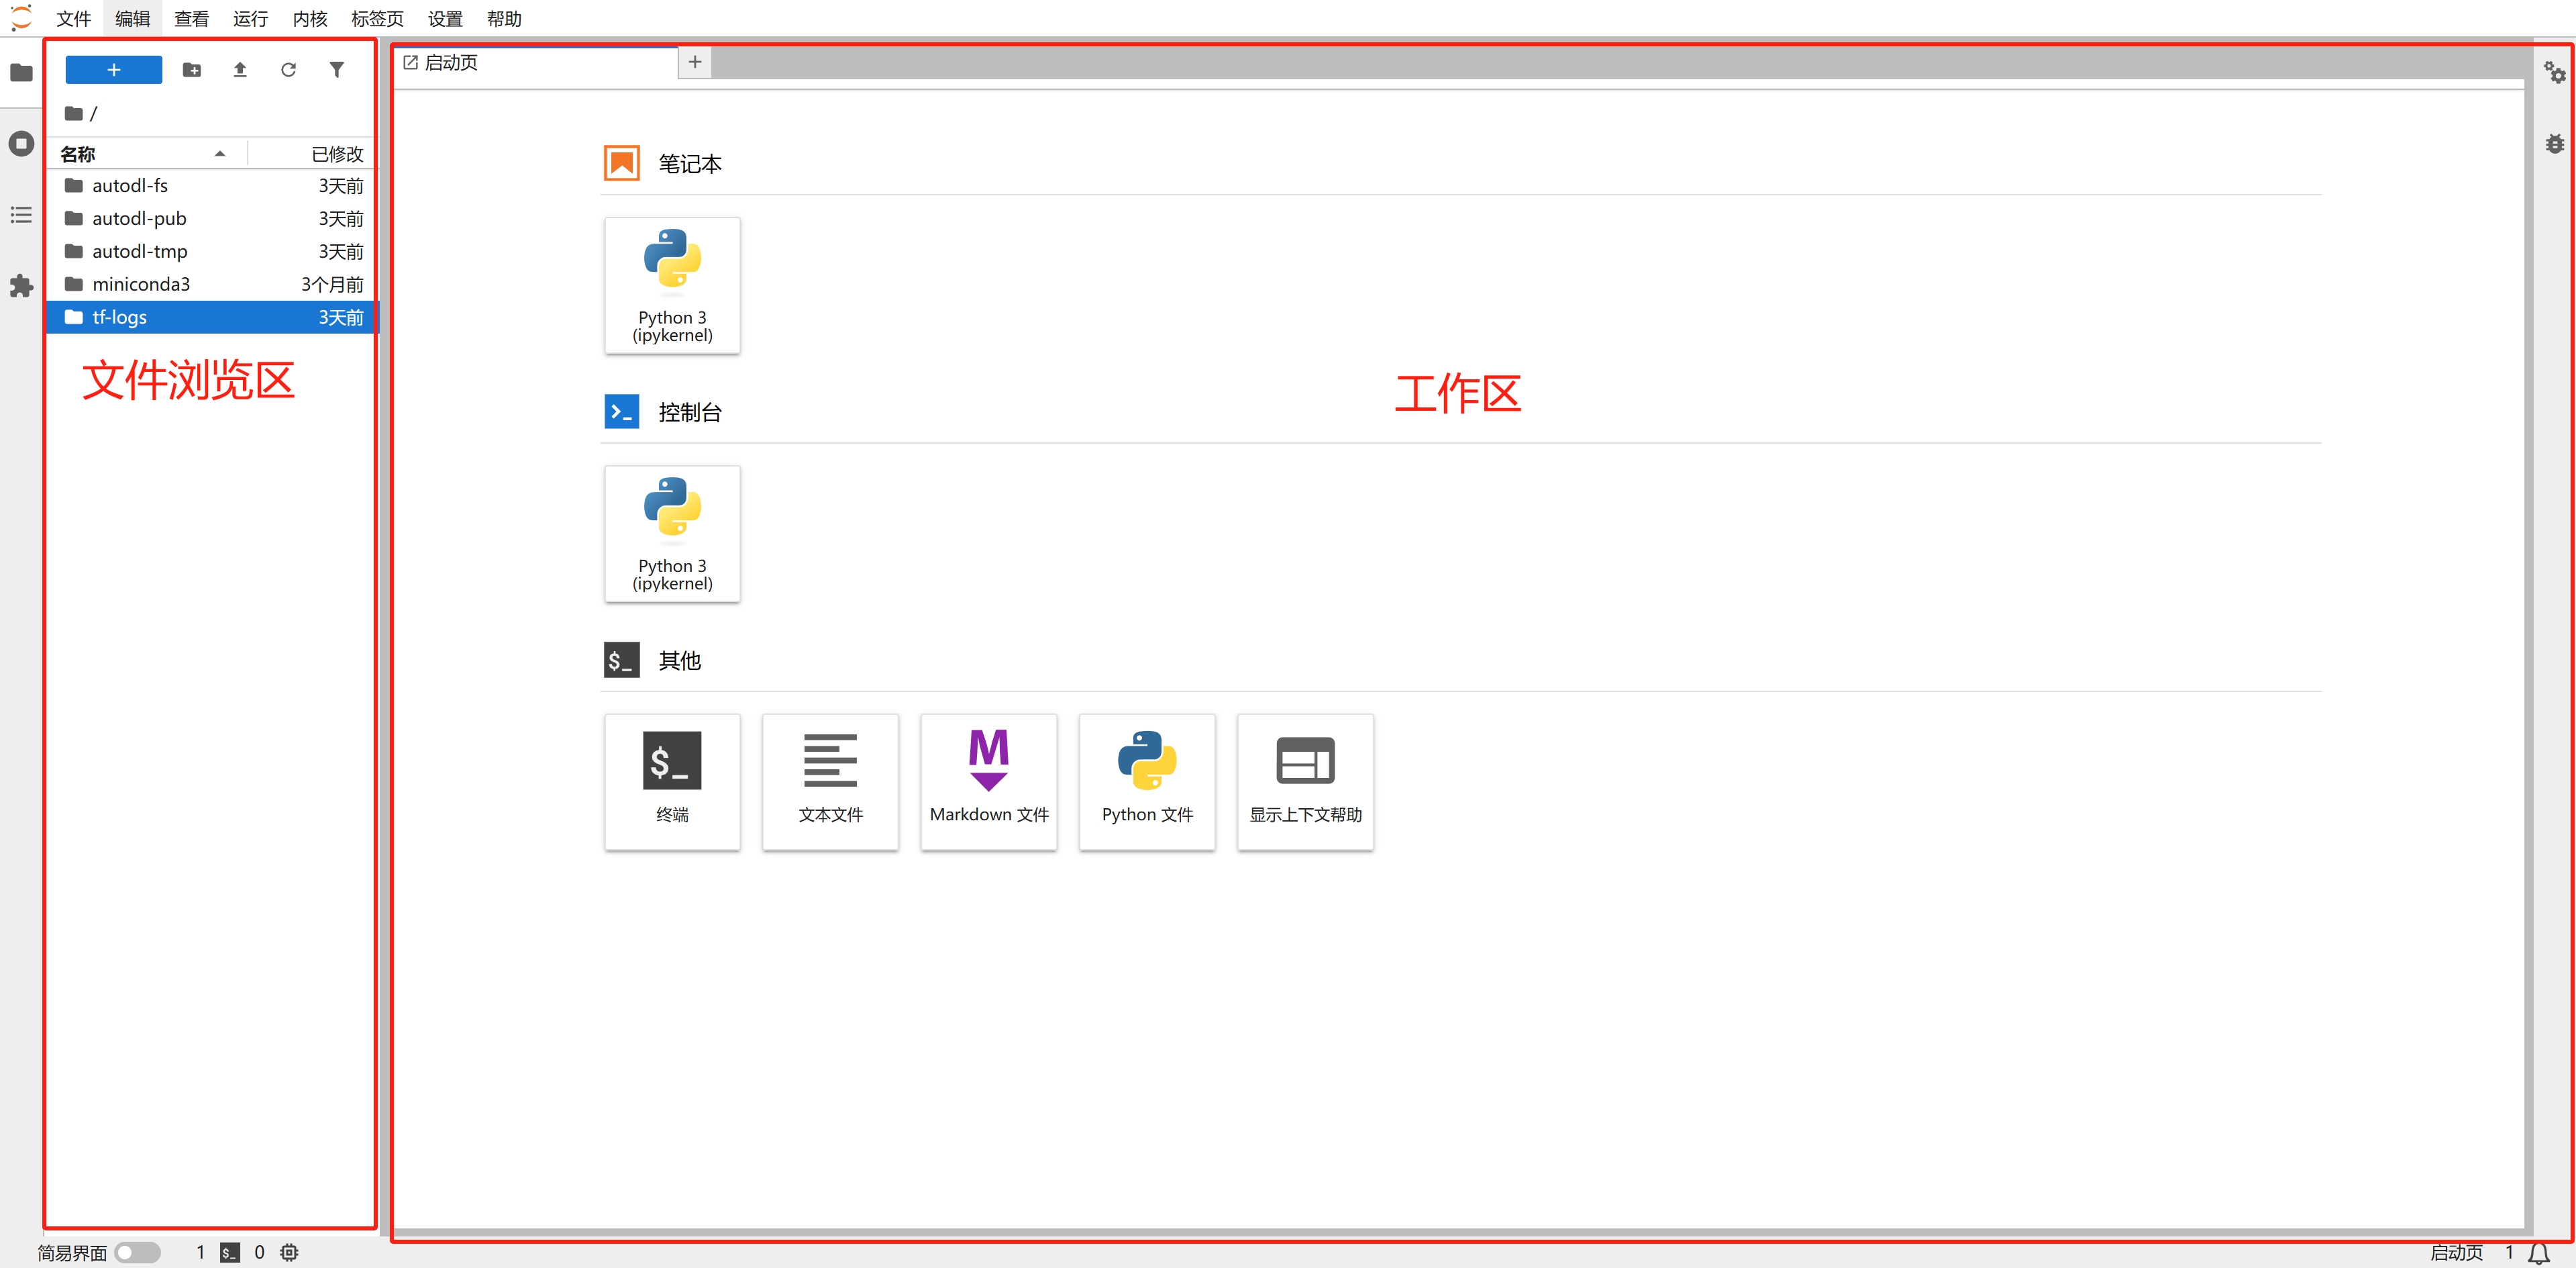 文件 编辑 查看 运行 内核 标签页 设置 帮助
启动页
/
名称 已修改
autodl-fs 3天前
autodl-pub 3天前
autodl-tmp 3天前
miniconda3 3个月前
tf-logs 3天前
文件浏览区
笔记本
Python 3
(ipykernel)
工作区
控制台
Python 3
(ipykernel)
$_ 其他
$_
终端
文本文件
M
Markdown 文件
Python 文件
显示上下文帮助
简易界面 1 $_ 0 启动页 1